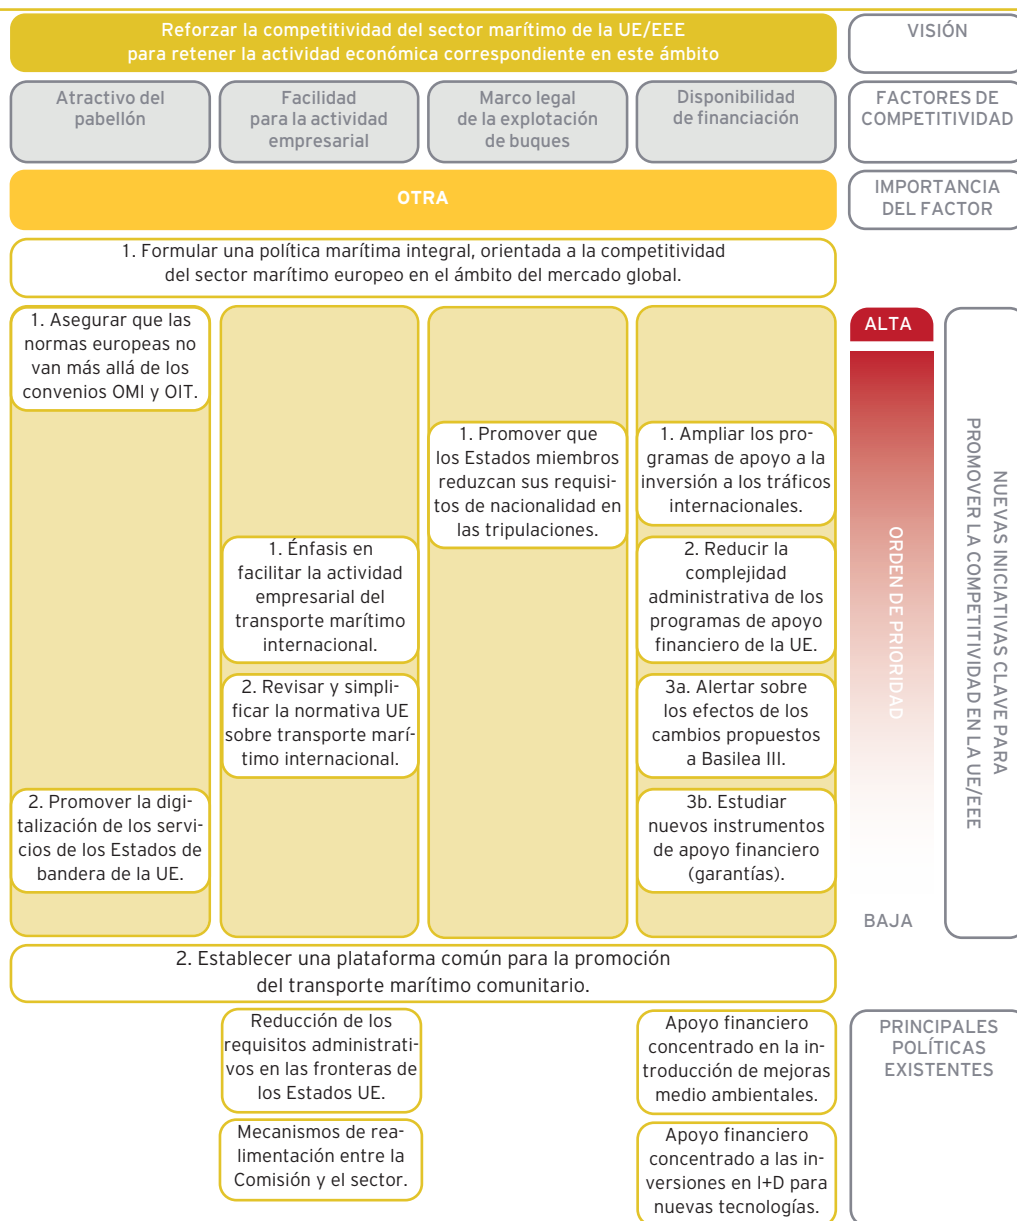 Reforzar la competitividad del sector marítimo de la UE/EEE
para retener la actividad económica correspondiente en este ámbito
VISIÓN
Atractivo del
pabellón
Facilidad
para la actividad
empresarial
Marco legal
de la explotación
de buques
Disponibilidad
de financiación
FACTORES DE
COMPETITIVIDAD
OTRA
IMPORTANCIA
DEL FACTOR
1. Formular una política marítima integral, orientada a la competitividad
del sector marítimo europeo en el ámbito del mercado global.
1. Asegurar que las
normas europeas no
van más allá de los
convenios OMI y OIT.
2. Promover la digi-
talización de los servi-
cios de los Estados de
bandera de la UE.
1. Énfasis en
facilitar la actividad
empresarial del
transporte marítimo
internacional.
2. Revisar y simpli-
ficar la normativa UE
sobre transporte marí-
timo internacional.
1. Promover que
los Estados miembros
reduzcan sus requisi-
tos de nacionalidad en
las tripulaciones.
1. Ampliar los pro-
gramas de apoyo a la
inversión a los tráficos
internacionales.
2. Reducir la
complejidad
administrativa de los
programas de apoyo
financiero de la UE.
3a. Alertar sobre
los efectos de los
cambios propuestos
a Basilea III.
3b. Estudiar
nuevos instrumentos
de apoyo financiero
(garantías).
ALTA
ORDEN DE PRIORIDAD
BAJA
NUEVAS INICIATIVAS CLAVE PARA
PROMOVER LA COMPETITIVIDAD EN LA UE/EEE
2. Establecer una plataforma común para la promoción
del transporte marítimo comunitario.
Reducción de los
requisitos administrati-
vos en las fronteras de
los Estados UE.
Mecanismos de rea-
limentación entre la
Comisión y el sector.
Apoyo financiero
concentrado en la in-
troducción de mejoras
medio ambientales.
Apoyo financiero
concentrado a las in-
versiones en I+D para
nuevas tecnologías.
PRINCIPALES
POLÍTICAS
EXISTENTES